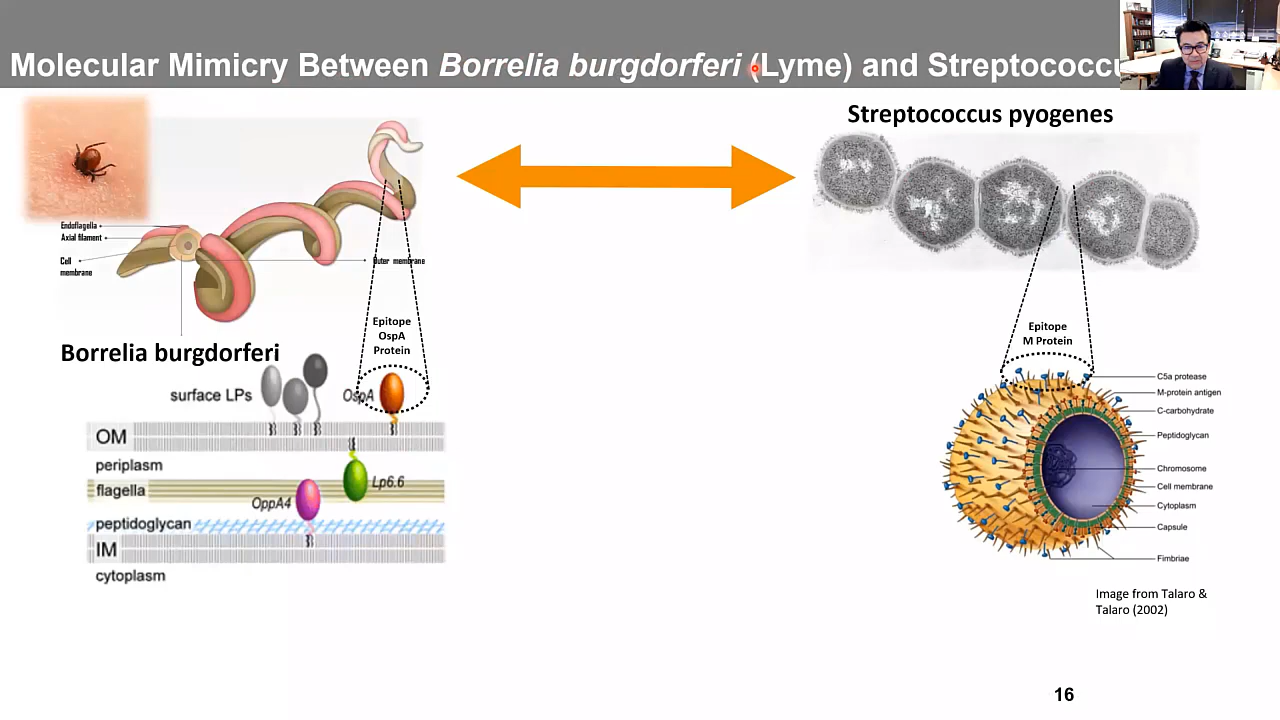 Molecular Mimicry Between Borrelia burgdorferi (Lyme) and Streptococcu
Streptococcus pyogenes
Endoflagella
Axial filament
Cell
membrane
Outer membrane
Epitope
OspA
Protein
Borrelia burgdorferi
surface LPs
OspA
OM
periplasm
flagella
Lp6.6
OppA4
peptidoglycan
IM
cytoplasm
Epitope
M Protein
C5a protease
M-protein antigen
C-carbohydrate
Peptidoglycan
Chromosome
Cell membrane
Cytoplasm
Capsule
Fimbriae
Image from Talaro &
Talaro (2002)
16